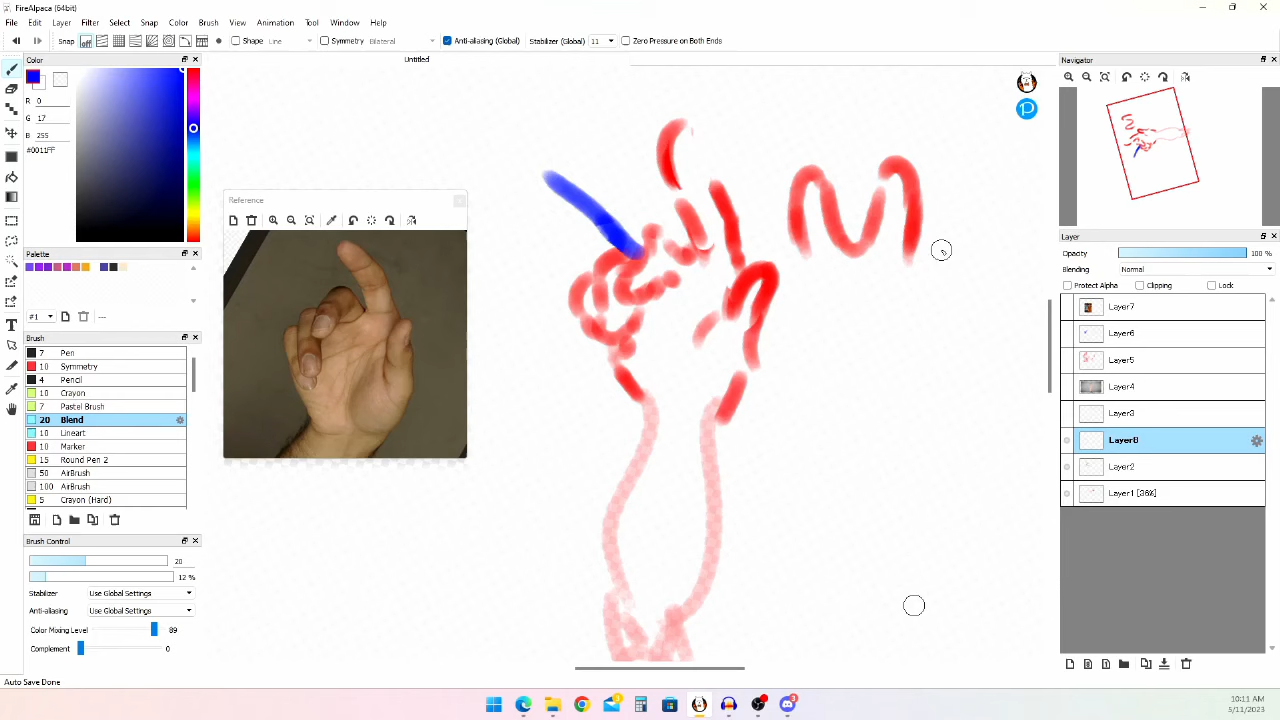 FireAlpaca (64bit)
File Edit Layer Filter Select Snap Color Brush View Animation Tool Window Help
Snap off Shape Line Symmetry Bilateral Anti-aliasing (Global) Stabilizer (Global) 11 Zero Pressure on Both Ends
Color
R 0
G 17
B 255
#0011FF
Palette
#1 ---
Brush
7 Pen
10 Symmetry
4 Pencil
10 Crayon
7 Pastel Brush
20 Blend
10 Lineart
10 Marker
15 Round Pen 2
50 AirBrush
100 AirBrush
5 Crayon (Hard)
Brush Control
20
12 %
Stabilizer Use Global Settings
Anti-aliasing Use Global Settings
Color Mixing Level 89
Complement 0
Auto Save Done
Untitled
Reference
Navigator
Layer
Opacity 100 %
Blending Normal
Protect Alpha Clipping Lock
Layer7
Layer6
Layer5
Layer4
Layer3
Layer8
Layer2
Layer1 [36%]
10:11 AM
5/11/2023